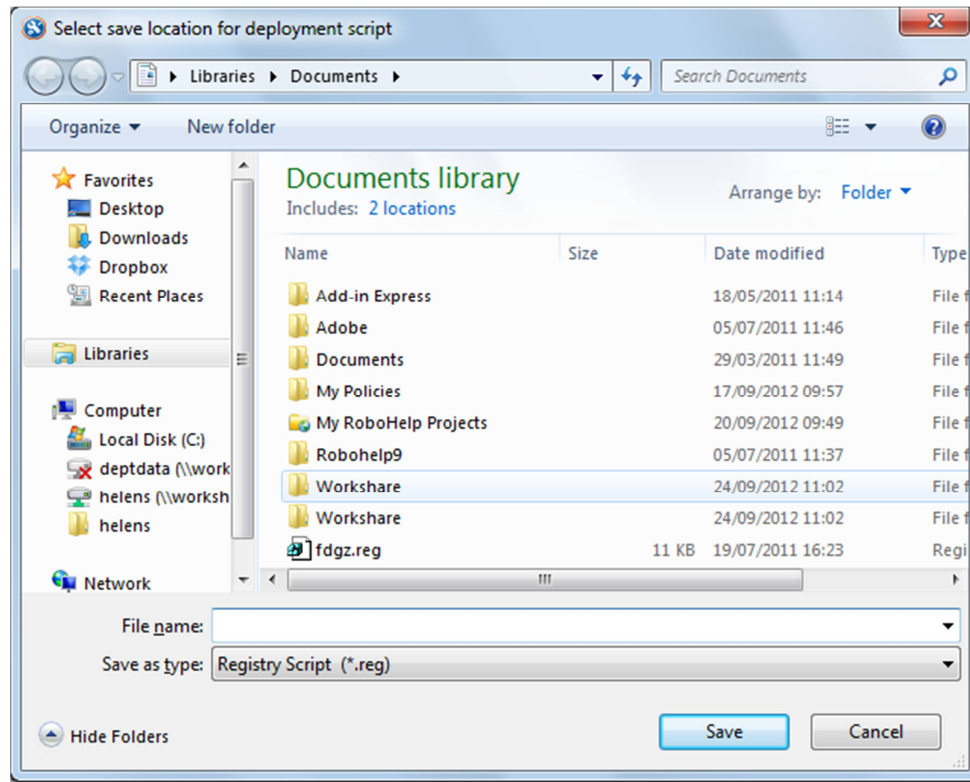 Select save location for deployment script
Libraries Documents
Search Documents
Organize New folder
Favorites
Desktop
Downloads
Dropbox
Recent Places
Libraries
Computer
Local Disk (C:)
deptdata (\\work
helens (\\worksh
helens
Network
Documents library
Includes: 2 locations
Arrange by: Folder
Name Size Date modified Type
Add-in Express 18/05/2011 11:14 File f
Adobe 05/07/2011 11:46 File f
Documents 29/03/2011 11:49 File f
My Policies 17/09/2012 09:57 File f
My RoboHelp Projects 20/09/2012 09:49 File f
Robohelp9 05/07/2011 11:37 File f
Workshare 24/09/2012 11:02 File f
Workshare 24/09/2012 11:02 File f
fdgz.reg 11 KB 19/07/2011 16:23 Regi
File name:
Save as type: Registry Script (*.reg)
Hide Folders
Save Cancel